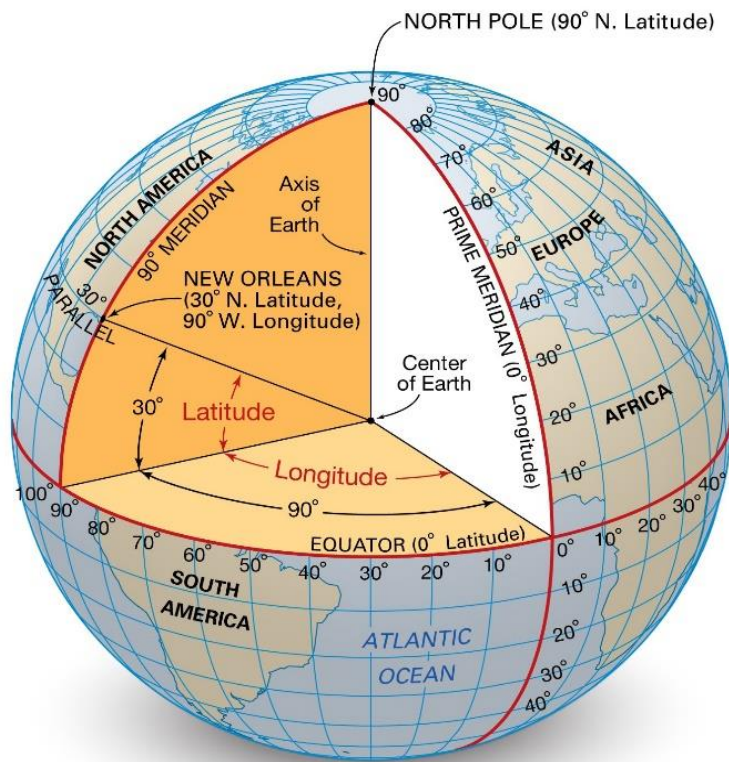 NORTH POLE (90° N. Latitude)
90°
80°
70°
60°
50°
40°
30°
20°
10°
ASIA
EUROPE
AFRICA
NORTH AMERICA
90° MERIDIAN
Axis
of
Earth
PRIME MERIDIAN (0° Longitude)
30°
PARALLEL
NEW ORLEANS
(30° N. Latitude,
90° W. Longitude)
Center
of Earth
30°
Latitude
Longitude
90°
EQUATOR (0° Latitude)
100°
90°
80°
70°
60°
50°
40°
30°
20°
10°
0°
10°
20°
30°
40°
10°
20°
30°
40°
SOUTH
AMERICA
ATLANTIC
OCEAN